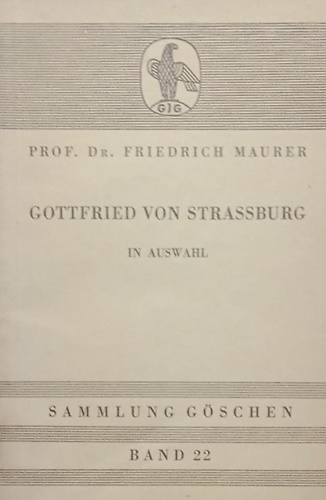 GJG
PROF. DR. FRIEDRICH MAURER
GOTTFRIED VON STRASSBURG
IN AUSWAHL
SAMMLUNG GÖSCHEN
BAND 22